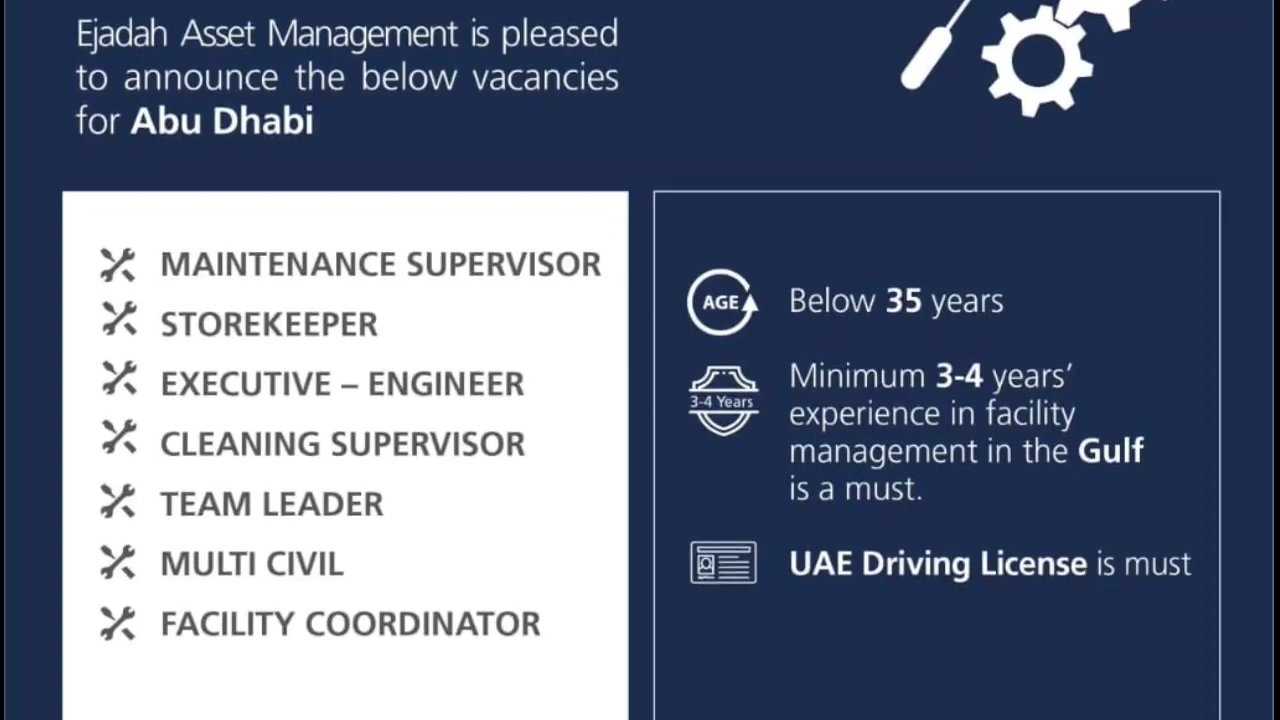 Ejadah Asset Management is pleased
to announce the below vacancies
for Abu Dhabi
MAINTENANCE SUPERVISOR
STOREKEEPER
EXECUTIVE – ENGINEER
CLEANING SUPERVISOR
TEAM LEADER
MULTI CIVIL
FACILITY COORDINATOR
AGE
Below 35 years
3-4 Years
Minimum 3-4 years’
experience in facility
management in the Gulf
is a must.
UAE Driving License is must